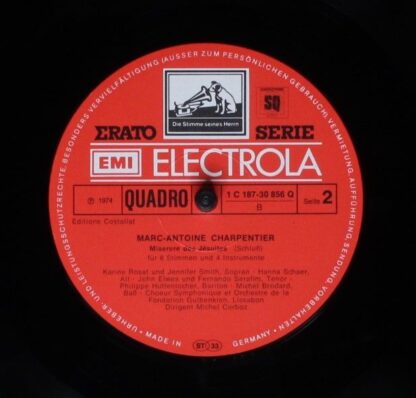 URHEBER- UND LEISTUNGSSCHUTZRECHTE, BESONDERS VERVIELFÄLTIGUNG (AUSSER ZUM PERSÖNLICHEN GEBRAUCH), VERMIETUNG, AUFFÜHRUNG, SENDUNG, VORBEHALTEN
Die Stimme seines Herrn
SQ
ERATO SERIE
EMI ELECTROLA
℗ 1974
QUADRO
1 C 187-30 856 Q
B
Seite 2
Editions Costallat
MARC-ANTOINE CHARPENTIER
Miserere des Jésuites (Schluß)
für 6 Stimmen und 4 Instrumente
Karine Rosat und Jennifer Smith, Sopran - Hanna Schaer,
Alt - John Elwes und Fernando Serafim, Tenor -
Philippe Huttenlocher, Bariton - Michel Brodard,
Baß - Choeur Symphonique et Orchestre de la
Fondation Gulbenkian, Lissabon
Dirigent Michel Corboz
ST 33
MADE IN GERMANY